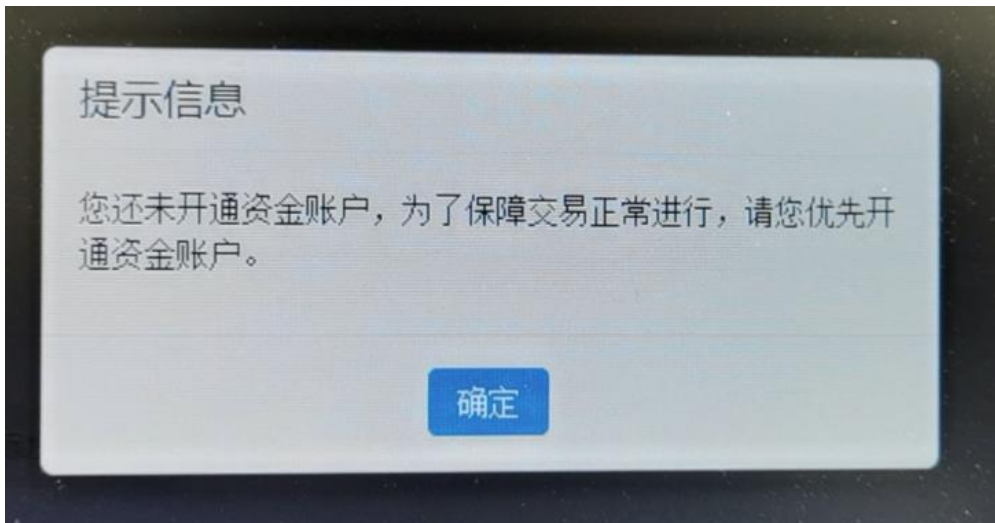 提示信息
您还未开通资金账户，为了保障交易正常进行，请您优先开
通资金账户。
确定